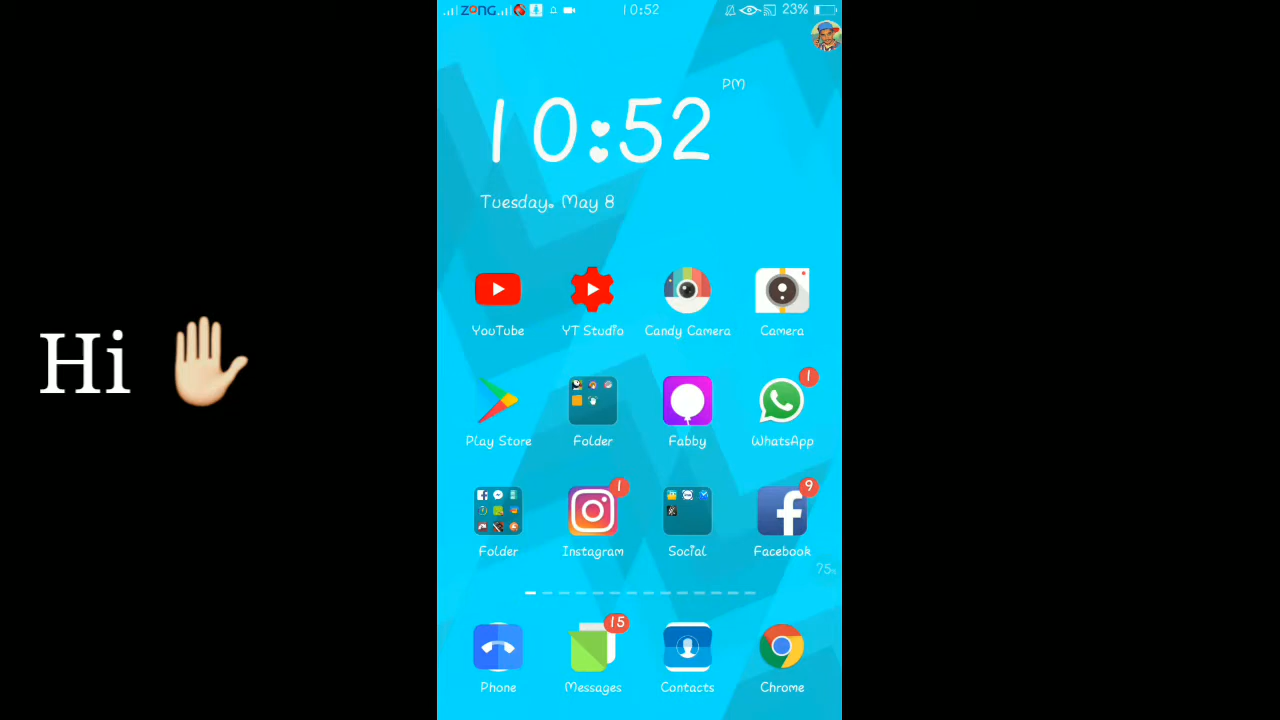 ZONG 10:52 23%
PM
10:52
Tuesday, May 8
YouTube YT Studio Candy Camera Camera
1
Play Store Folder Fabby WhatsApp
1 9
Folder Instagram Social Facebook
75%
15
Phone Messages Contacts Chrome
Hi ✋🏼